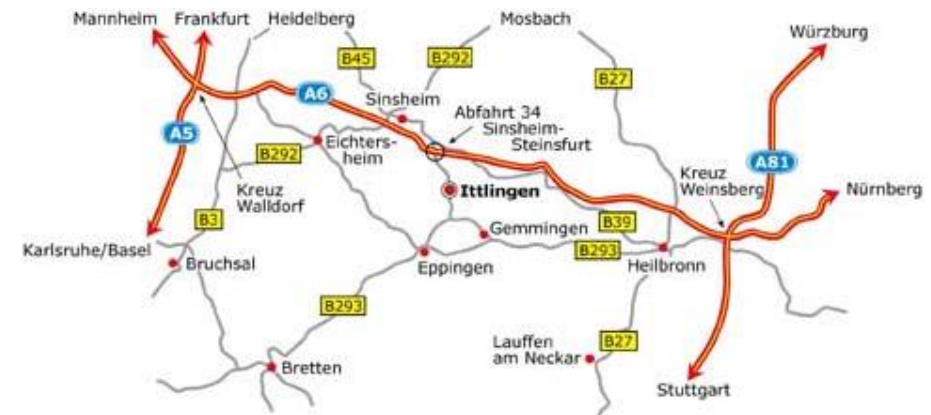 Mannheim
Frankfurt
Heidelberg
Mosbach
Würzburg
B45
B292
B27
A6
Sinsheim
Abfahrt 34
Sinsheim-
Steinsfurt
A5
Eichters-
heim
B292
A81
Kreuz
Walldorf
Ittlingen
Kreuz
Weinsberg
Nürnberg
B3
Gemmingen
B39
Karlsruhe/Basel
Bruchsal
Eppingen
B293
Heilbronn
B293
Lauffen
am Neckar
B27
Bretten
Stuttgart